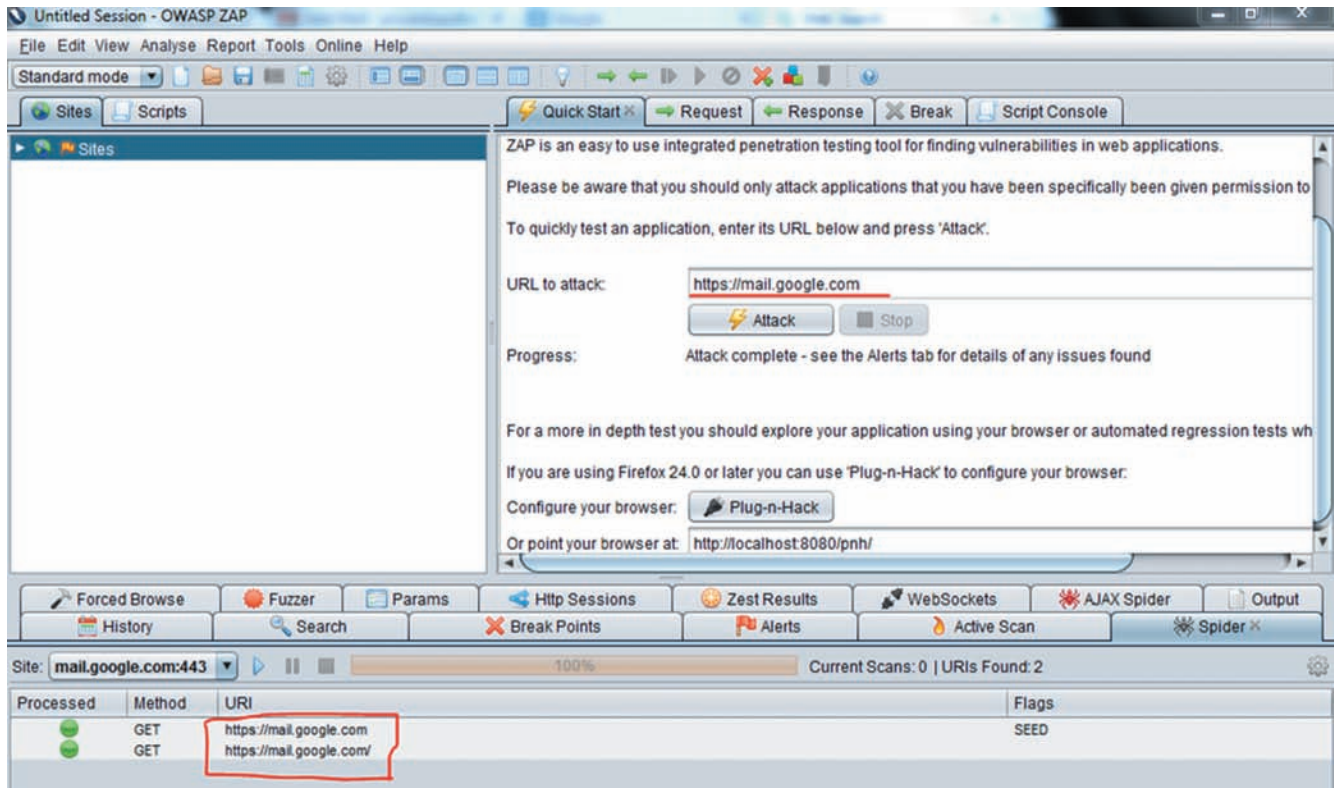 Untitled Session - OWASP ZAP
File Edit View Analyse Report Tools Online Help
Standard mode
Sites Scripts
Quick Start Request Response Break Script Console
Sites
ZAP is an easy to use integrated penetration testing tool for finding vulnerabilities in web applications.
Please be aware that you should only attack applications that you have been specifically been given permission to
To quickly test an application, enter its URL below and press 'Attack'.
URL to attack: https://mail.google.com
Attack Stop
Progress: Attack complete - see the Alerts tab for details of any issues found
For a more in depth test you should explore your application using your browser or automated regression tests wh
If you are using Firefox 24.0 or later you can use 'Plug-n-Hack' to configure your browser:
Configure your browser: Plug-n-Hack
Or point your browser at: http://localhost:8080/pnh/
Forced Browse Fuzzer Params Http Sessions Zest Results WebSockets AJAX Spider Output
History Search Break Points Alerts Active Scan Spider
Site: mail.google.com:443 100% Current Scans: 0 | URIs Found: 2
Processed Method URI Flags
GET https://mail.google.com SEED
GET https://mail.google.com/